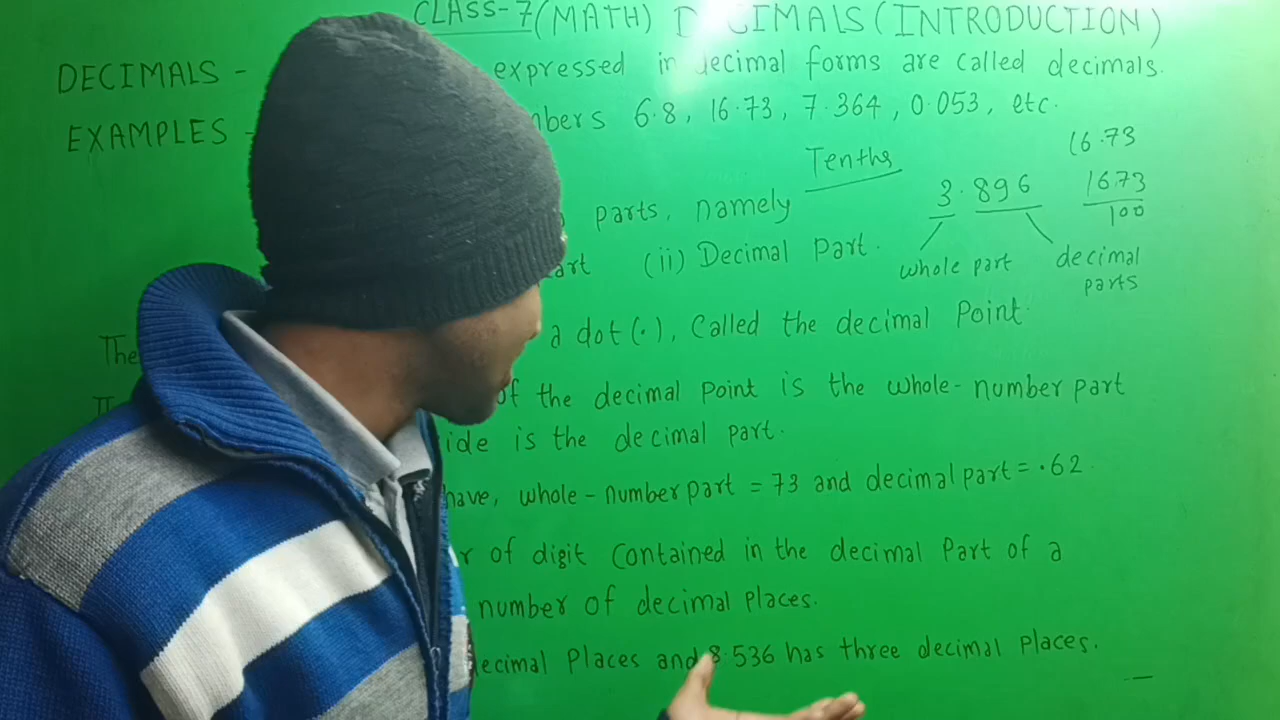 CLASS-7 (MATH) DECIMALS (INTRODUCTION)
DECIMALS - expressed in decimal forms are called decimals.
EXAMPLES - 6.8, 16.73, 7.364, 0.053, etc.
16.73
Tenths
3.896
1673
100
parts, namely
(ii) Decimal Part.
whole part
decimal
parts
The a dot (.), Called the decimal Point.
of the decimal Point is the whole-number part
is the decimal part.
have, whole-number part = 73 and decimal part = .62
of digit Contained in the decimal Part of a
number of decimal Places.
decimal Places and 8.536 has three decimal Places.